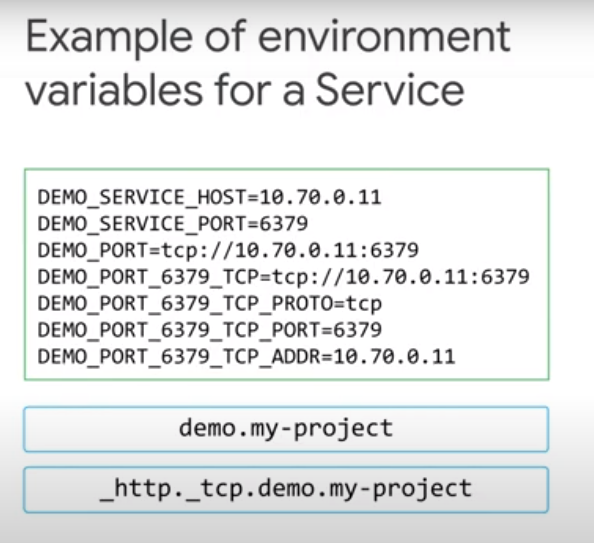 Example of environment
variables for a Service
DEMO_SERVICE_HOST=10.70.0.11
DEMO_SERVICE_PORT=6379
DEMO_PORT=tcp://10.70.0.11:6379
DEMO_PORT_6379_TCP=tcp://10.70.0.11:6379
DEMO_PORT_6379_TCP_PROTO=tcp
DEMO_PORT_6379_TCP_PORT=6379
DEMO_PORT_6379_TCP_ADDR=10.70.0.11
demo.my-project
_http._tcp.demo.my-project